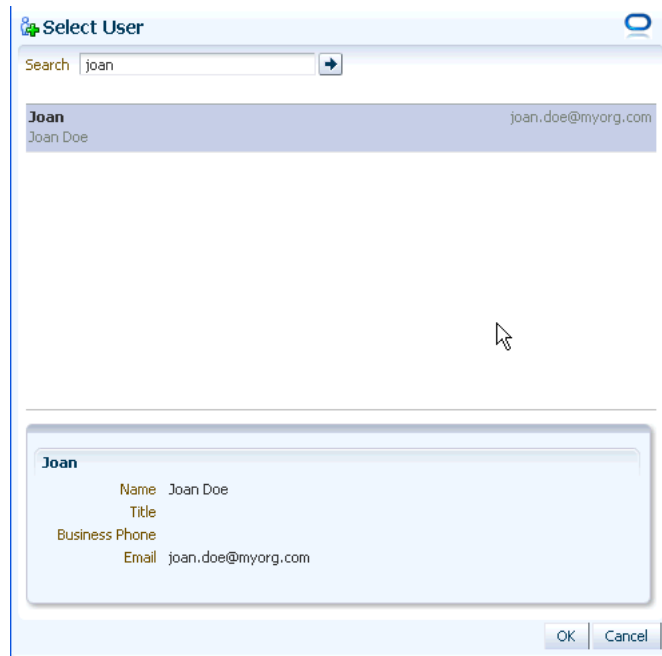 Select User
Search joan
Joan joan.doe@myorg.com
Joan Doe
Joan
Name Joan Doe
Title
Business Phone
Email joan.doe@myorg.com
OK Cancel